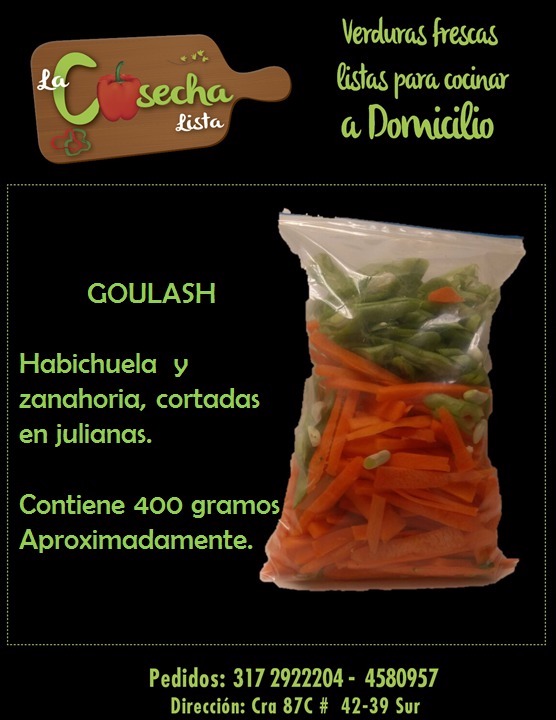 La Cosecha
Lista
Verduras frescas
listas para cocinar
a Domicilio
GOULASH
Habichuela y
zanahoria, cortadas
en julianas.
Contiene 400 gramos
Aproximadamente.
Pedidos: 317 2922204 - 4580957
Dirección: Cra 87C # 42-39 Sur